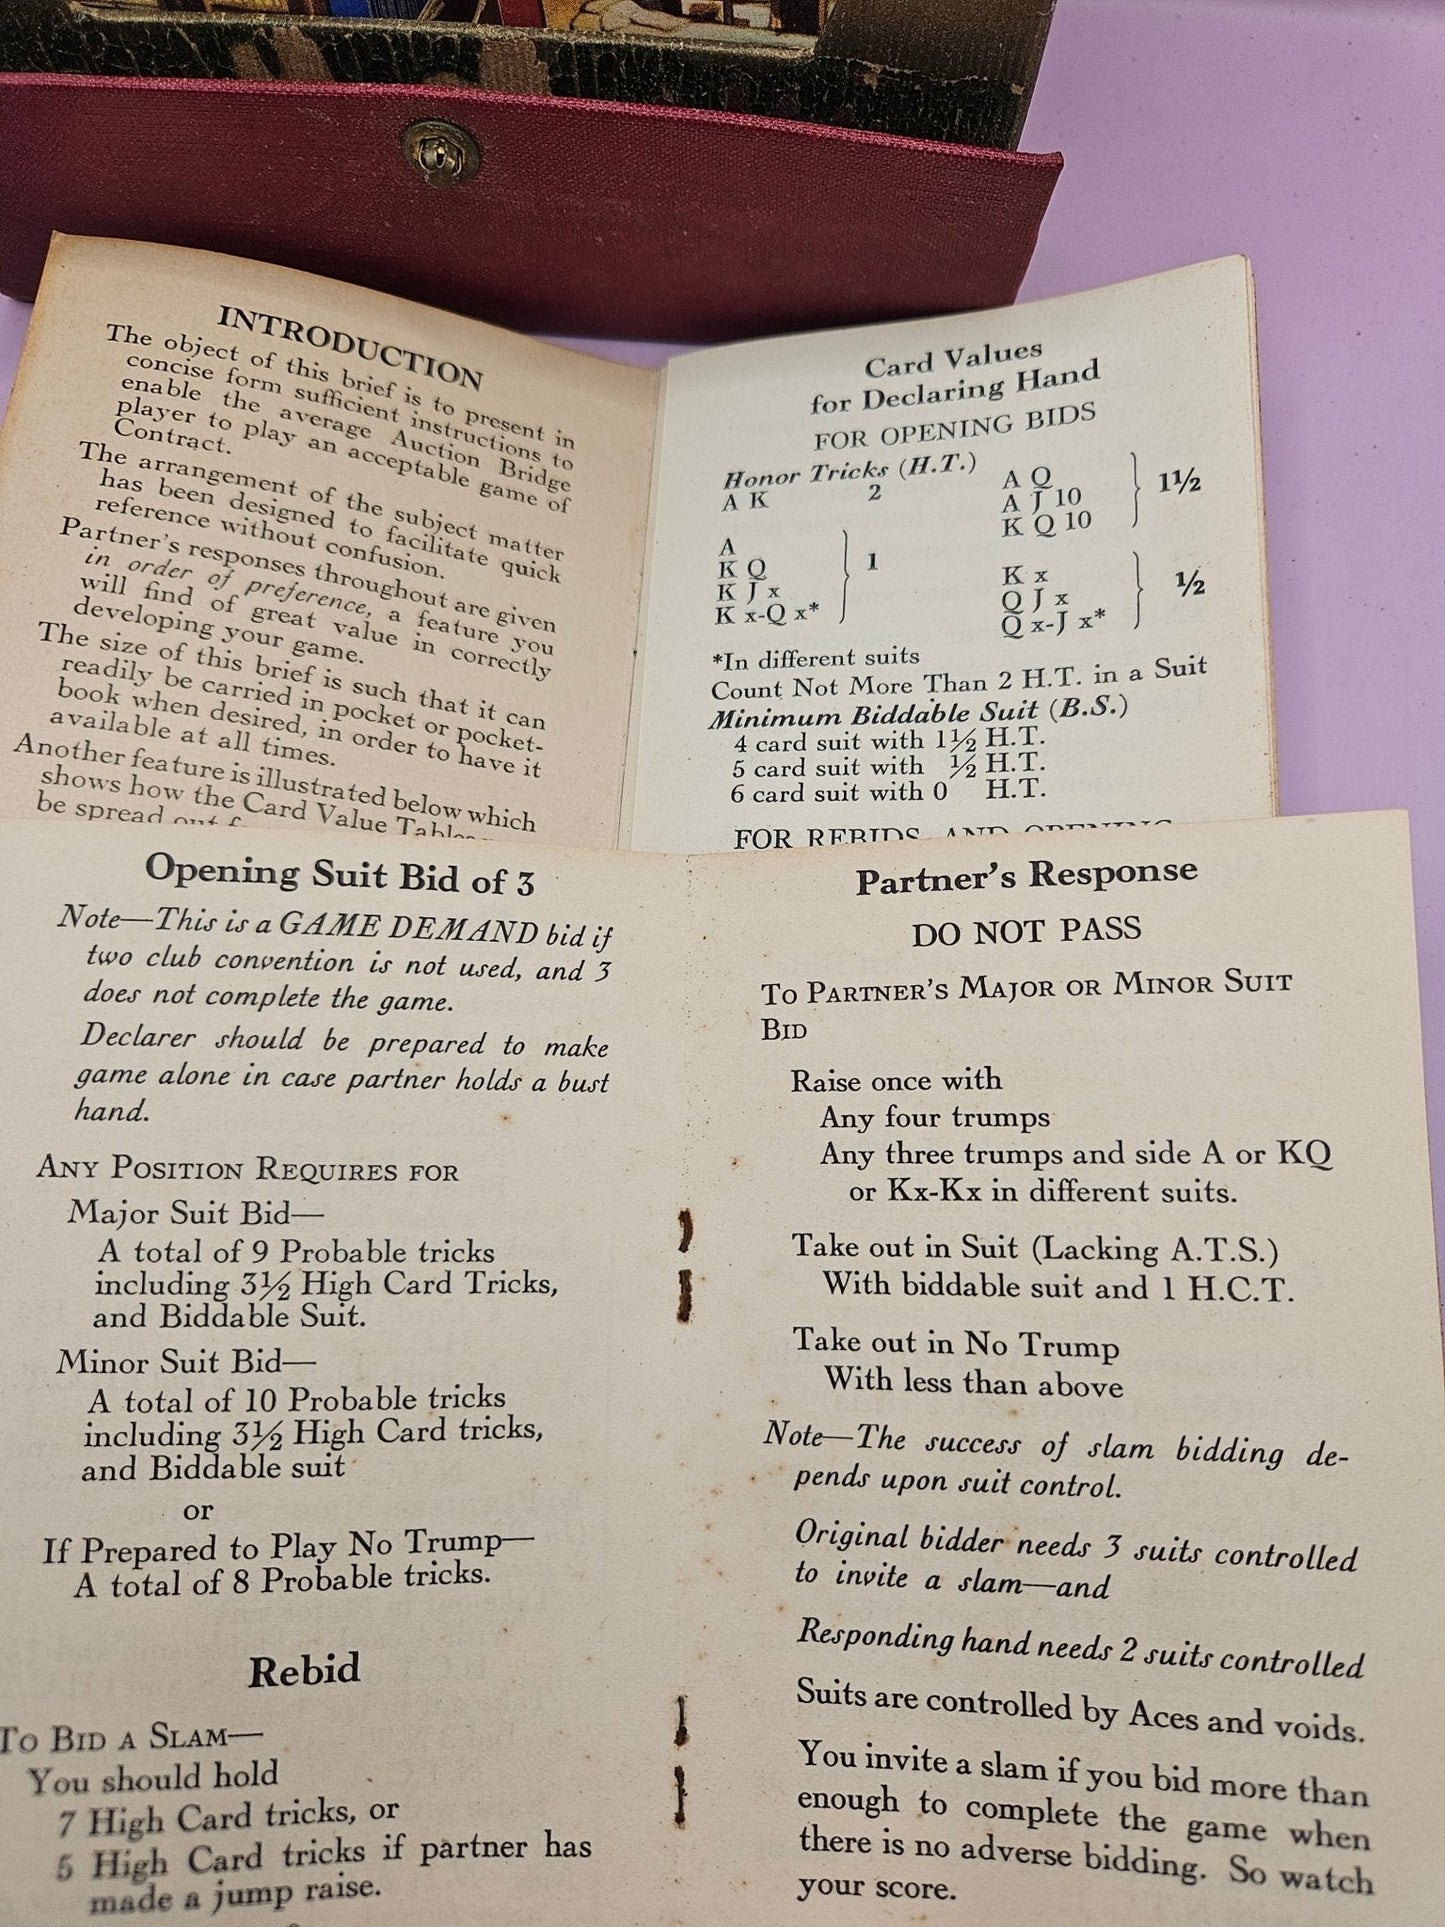 INTRODUCTION
The object of this brief is to present in
concise form sufficient instructions to
enable the average Auction Bridge
player to play an acceptable game of
Contract.
The arrangement of the subject matter
has been designed to facilitate quick
reference without confusion.
Partner's responses throughout are given
in order of preference, a feature you
will find of great value in correctly
developing your game.
The size of this brief is such that it can
readily be carried in pocket or pocket-
book when desired, in order to have it
available at all times.
Another feature is illustrated below which
shows how the Card Value Tables
be spread out
Card Values
for Declaring Hand
FOR OPENING BIDS
Honor Tricks (H.T.)
A K 2
A
K Q
K J x
K x-Q x*
} 1
A Q
A J 10
K Q 10
} 1½
K x
Q J x
Q x-J x*
} ½
*In different suits
Count Not More Than 2 H.T. in a Suit
Minimum Biddable Suit (B.S.)
4 card suit with 1½ H.T.
5 card suit with ½ H.T.
6 card suit with 0 H.T.
FOR REBIDS AND OPENING
Opening Suit Bid of 3
Note—This is a GAME DEMAND bid if
two club convention is not used, and 3
does not complete the game.
Declarer should be prepared to make
game alone in case partner holds a bust
hand.
ANY POSITION REQUIRES FOR
Major Suit Bid—
A total of 9 Probable tricks
including 3½ High Card Tricks,
and Biddable Suit.
Minor Suit Bid—
A total of 10 Probable tricks
including 3½ High Card tricks,
and Biddable suit
or
If Prepared to Play No Trump—
A total of 8 Probable tricks.
Rebid
TO BID A SLAM—
You should hold
7 High Card tricks, or
5 High Card tricks if partner has
made a jump raise.
Partner's Response
DO NOT PASS
TO PARTNER'S MAJOR OR MINOR SUIT
BID
Raise once with
Any four trumps
Any three trumps and side A or KQ
or Kx-Kx in different suits.
Take out in Suit (Lacking A.T.S.)
With biddable suit and 1 H.C.T.
Take out in No Trump
With less than above
Note—The success of slam bidding de-
pends upon suit control.
Original bidder needs 3 suits controlled
to invite a slam—and
Responding hand needs 2 suits controlled
Suits are controlled by Aces and voids.
You invite a slam if you bid more than
enough to complete the game when
there is no adverse bidding. So watch
your score.